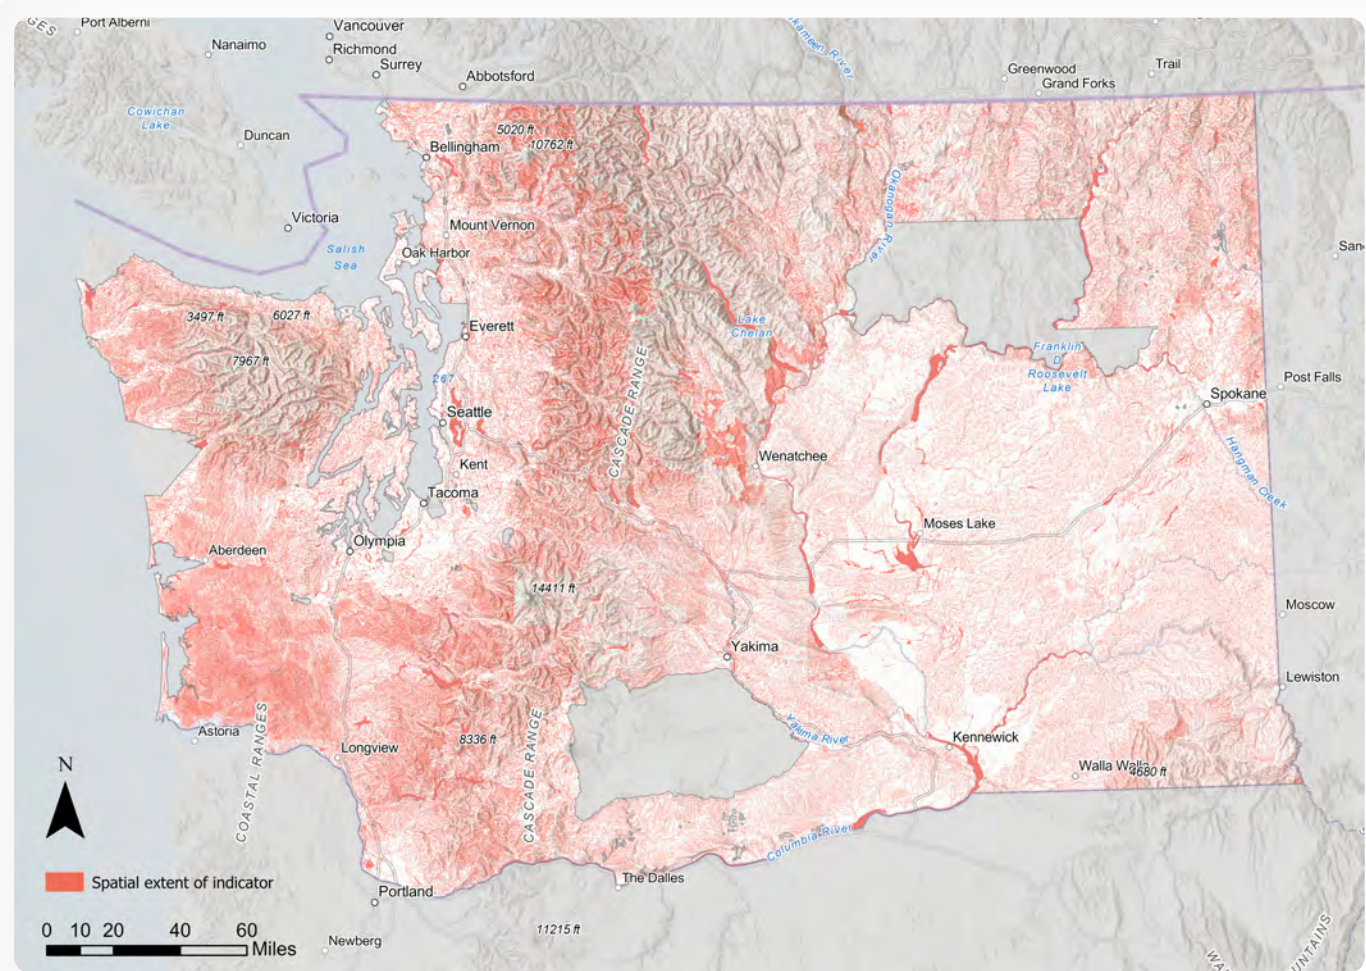 GES
Port Alberni
Vancouver
Nanaimo
Richmond
Surrey
Abbotsford
Greenwood
Trail
Grand Forks
Cowichan
Lake
Duncan
5020 ft
10762 ft
Bellingham
Victoria
Mount Vernon
Okanogan River
Salish
Sea
Oak Harbor
3497 ft
6027 ft
Everett
Lake
Chelan
7967 ft
Franklin
D
Roosevelt
Lake
267
Post Falls
CASCADE RANGE
Spokane
Seattle
Hangman Creek
Kent
Wenatchee
Tacoma
Moses Lake
Olympia
Aberdeen
14411 ft
Moscow
Yakima
Lewiston
Astoria
COASTAL RANGES
Longview
8336 ft
CASCADE RANGE
Yakima River
Kennewick
Walla Walla
4680 ft
N
Columbia River
Spatial extent of indicator
Portland
The Dalles
0 10 20 40 60
Miles
Newberg
11215 ft